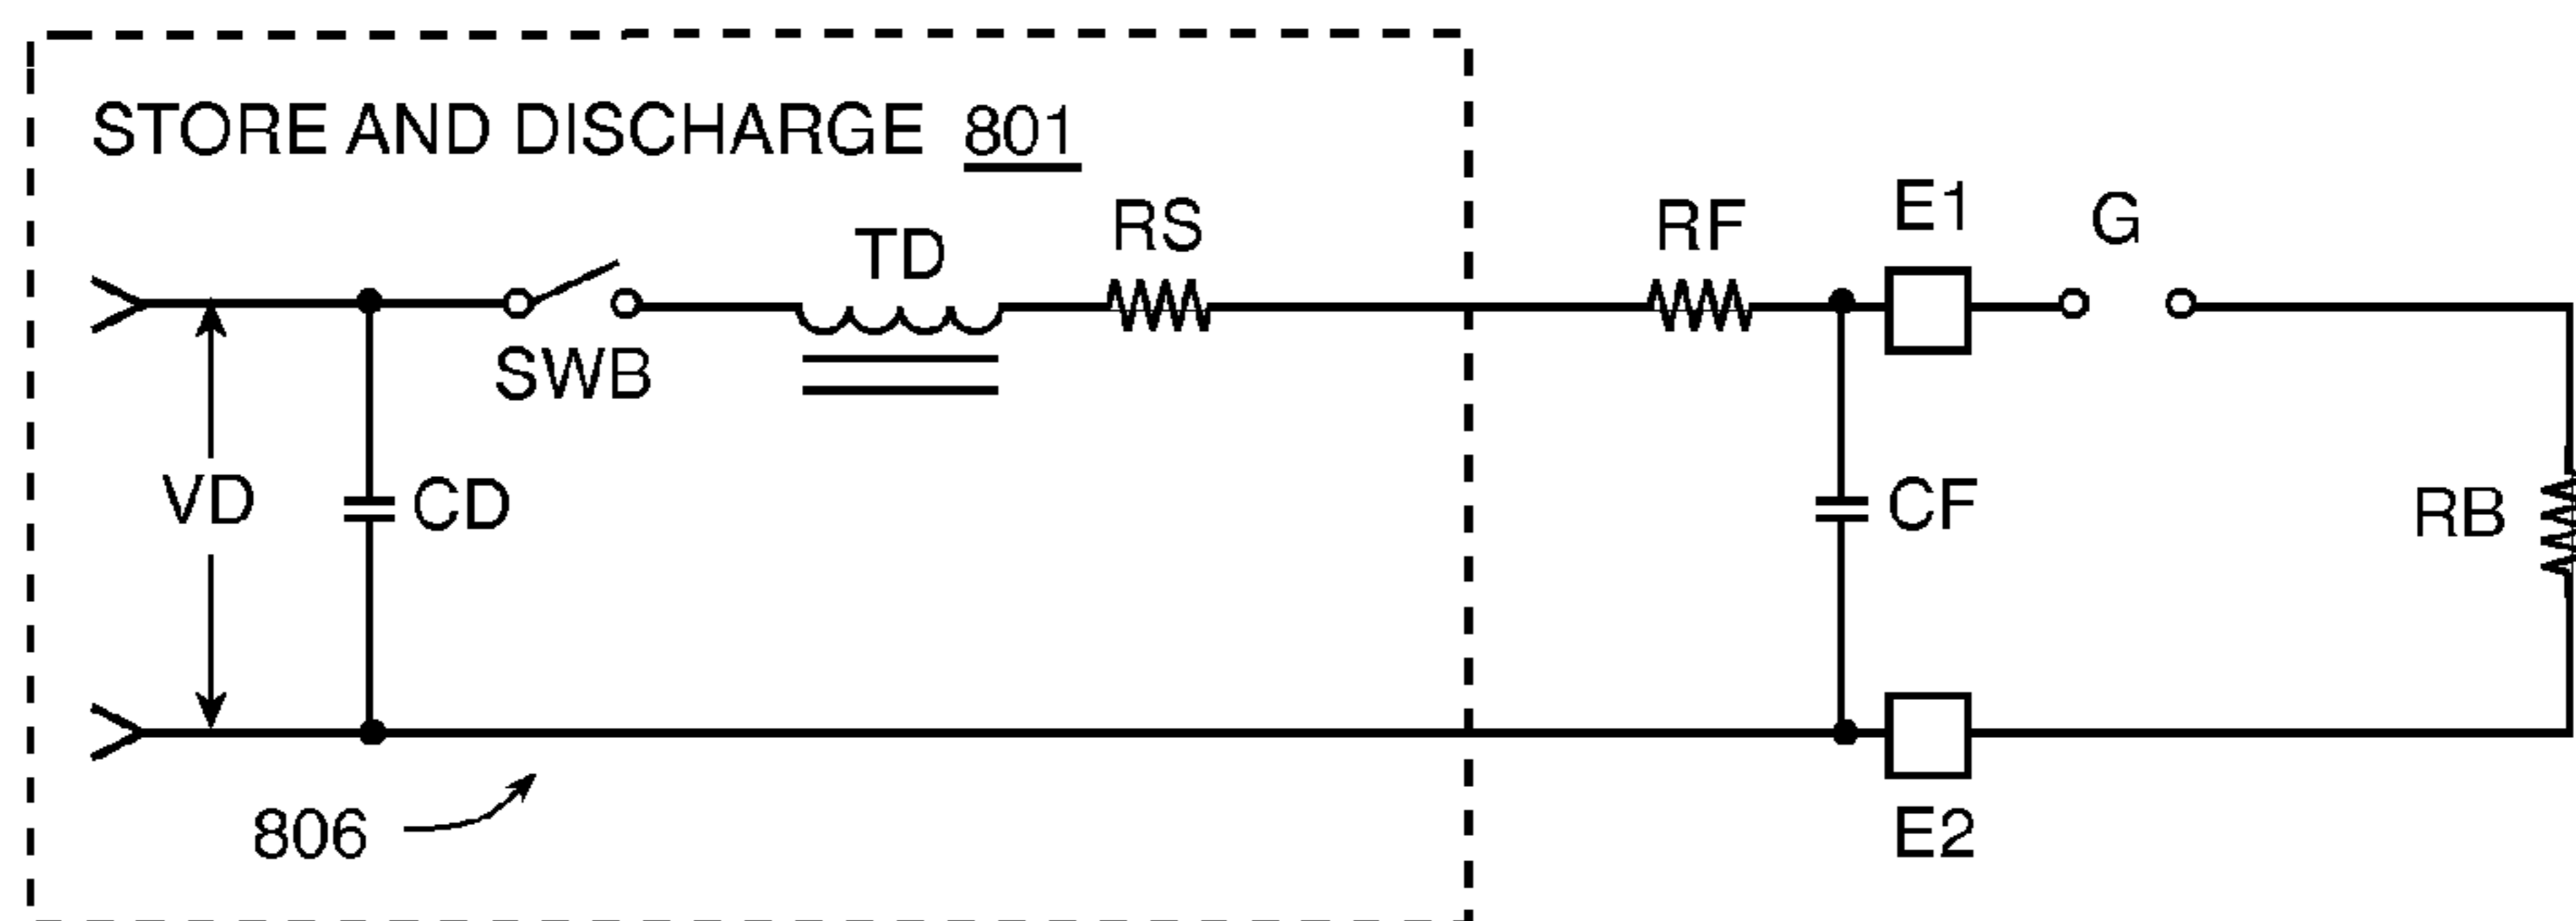 STORE AND DISCHARGE 801
TD
RS
RF
E1
G
SWB
VD
CD
CF
RB
806
E2